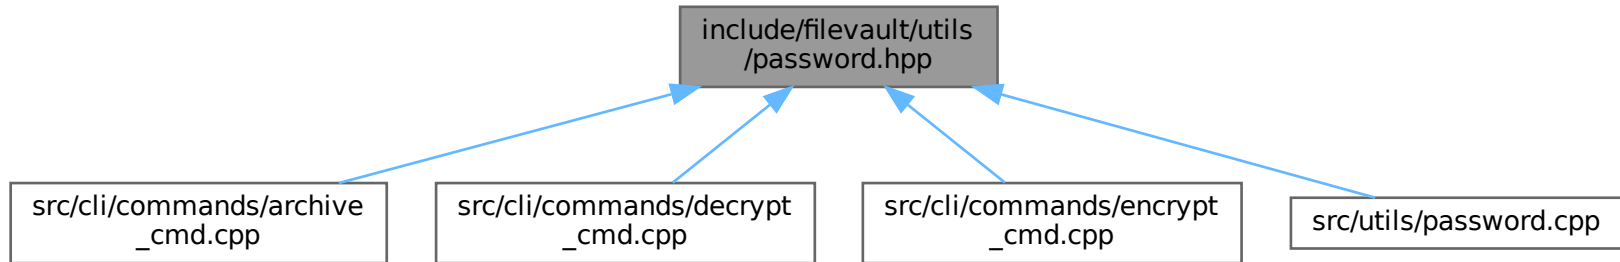 include/filevault/utils
/password.hpp
src/cli/commands/archive
_cmd.cpp
src/cli/commands/decrypt
_cmd.cpp
src/cli/commands/encrypt
_cmd.cpp
src/utils/password.cpp